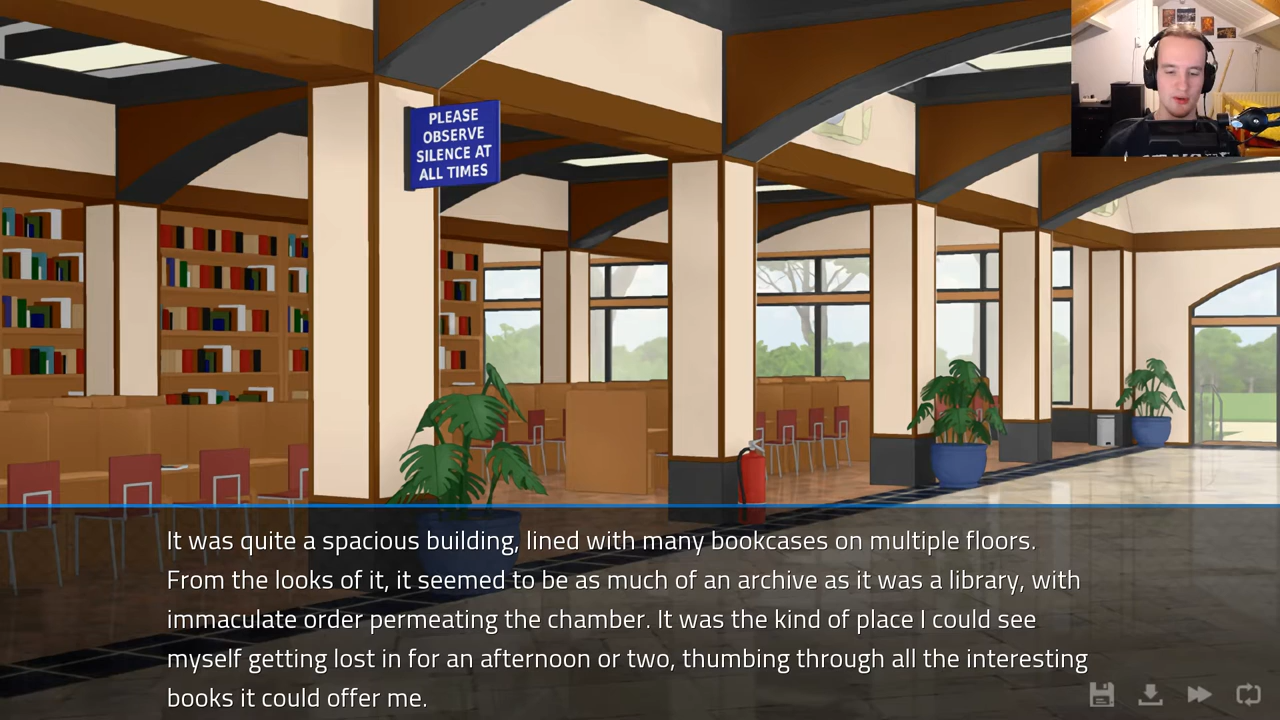 PLEASE
OBSERVE
SILENCE AT
ALL TIMES
It was quite a spacious building, lined with many bookcases on multiple floors.
From the looks of it, it seemed to be as much of an archive as it was a library, with
immaculate order permeating the chamber. It was the kind of place I could see
myself getting lost in for an afternoon or two, thumbing through all the interesting
books it could offer me.